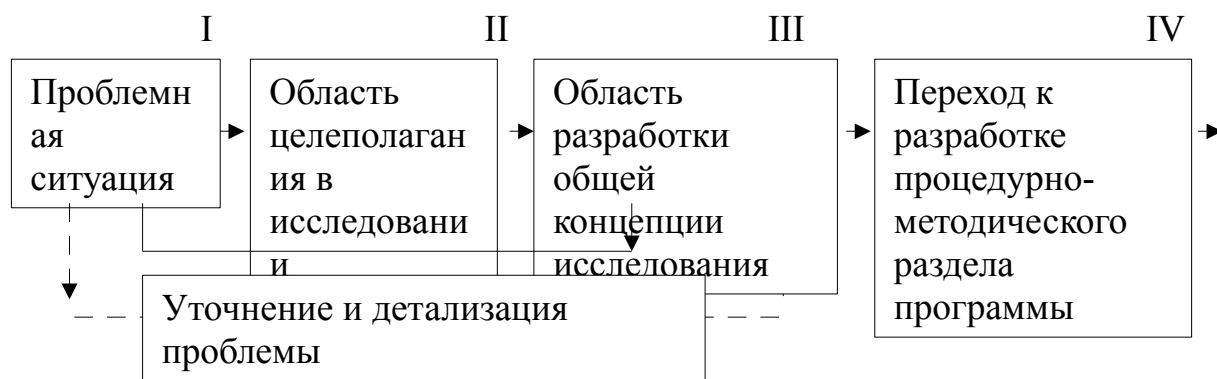 I
II
III
IV
Проблемн
ая
ситуация
Область
целеполаган
ия в
исследовани
и
Область
разработки
общей
концепции
исследования
Переход к
разработке
процедурно-
методического
раздела
программы
Уточнение и детализация
проблемы